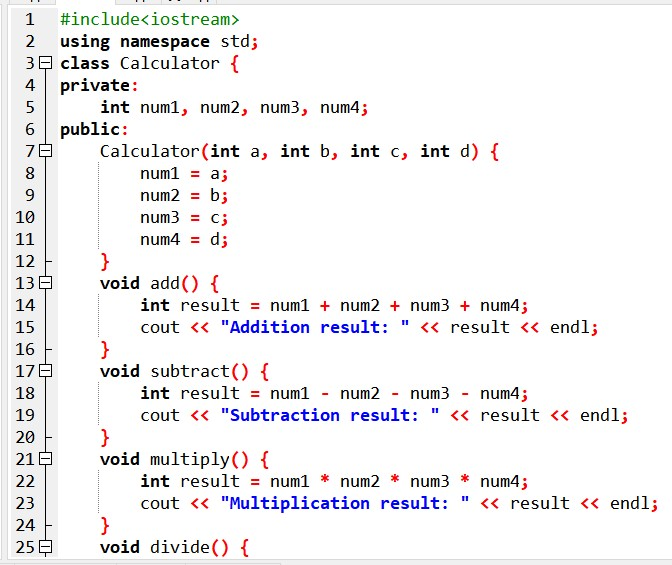 1 #include<iostream>
2 using namespace std;
3 class Calculator {
4 private:
5     int num1, num2, num3, num4;
6 public:
7     Calculator(int a, int b, int c, int d) {
8         num1 = a;
9         num2 = b;
10         num3 = c;
11         num4 = d;
12     }
13     void add() {
14         int result = num1 + num2 + num3 + num4;
15         cout << "Addition result: " << result << endl;
16     }
17     void subtract() {
18         int result = num1 - num2 - num3 - num4;
19         cout << "Subtraction result: " << result << endl;
20     }
21     void multiply() {
22         int result = num1 * num2 * num3 * num4;
23         cout << "Multiplication result: " << result << endl;
24     }
25     void divide() {